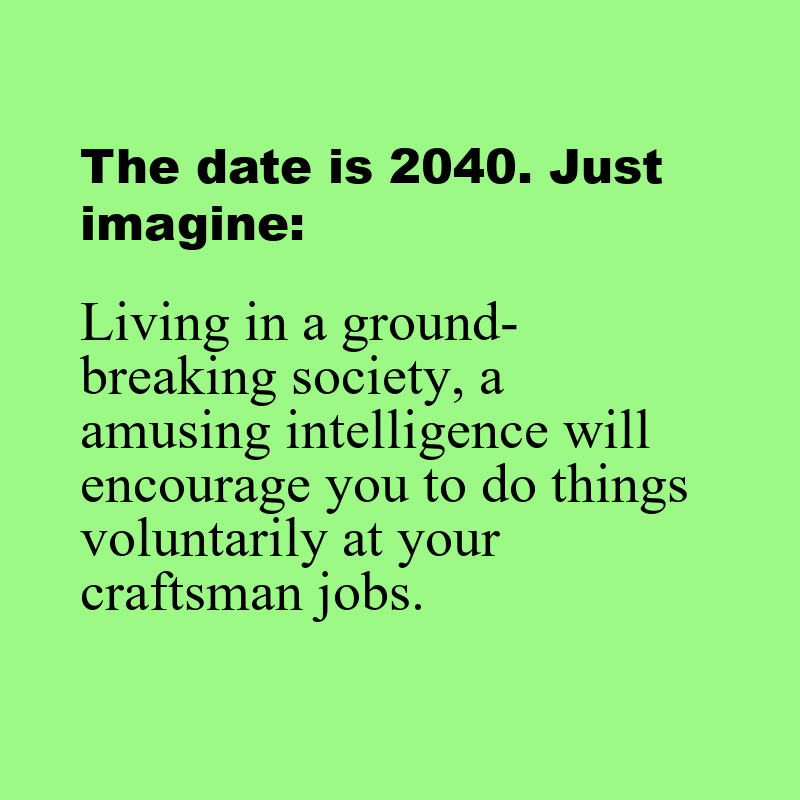 The date is 2040. Just
imagine:
Living in a ground-
breaking society, a
amusing intelligence will
encourage you to do things
voluntarily at your
craftsman jobs.